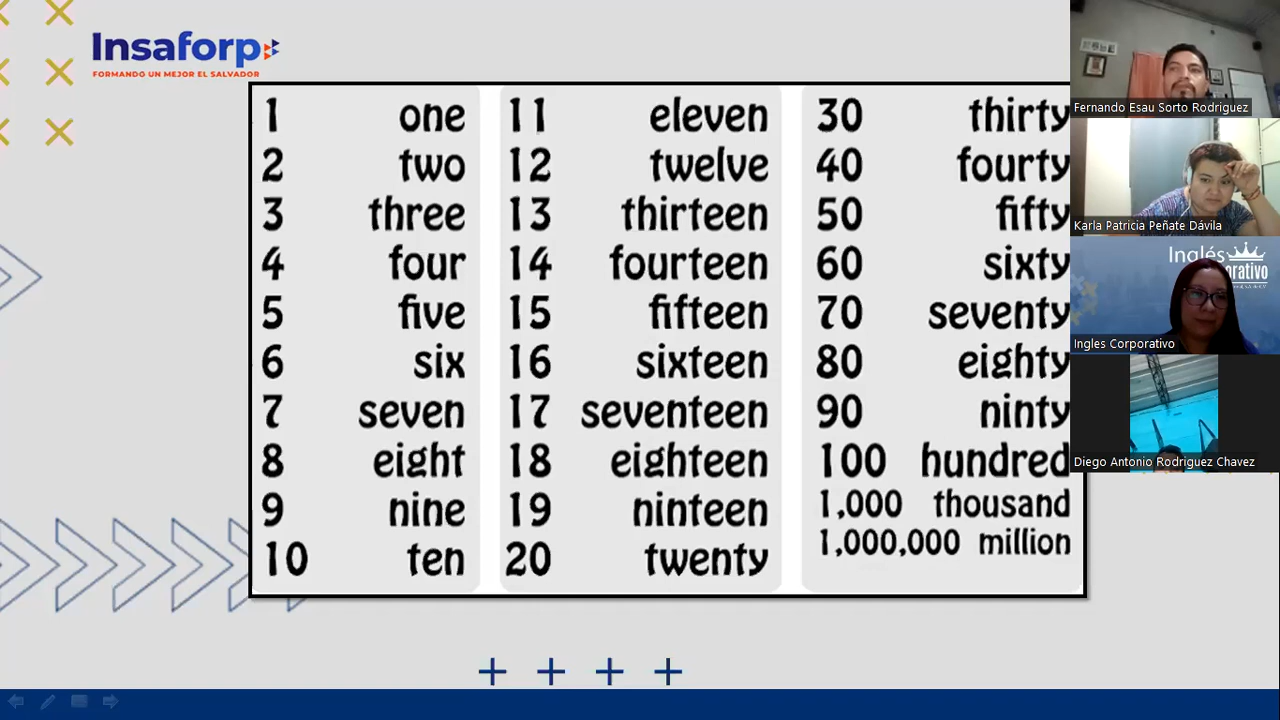 Insaforp
FORMANDO UN MEJOR EL SALVADOR
1 one
2 two
3 three
4 four
5 five
6 six
7 seven
8 eight
9 nine
10 ten
11 eleven
12 twelve
13 thirteen
14 fourteen
15 fifteen
16 sixteen
17 seventeen
18 eighteen
19 ninteen
20 twenty
30 thirty
40 fourty
50 fifty
60 sixty
70 seventy
80 eighty
90 ninty
100 hundred
1,000 thousand
1,000,000 million
Fernando Esau Sorto Rodriguez
Karla Patricia Peñate Dávila
Inglés
Ingles Corporativo
Diego Antonio Rodriguez Chavez